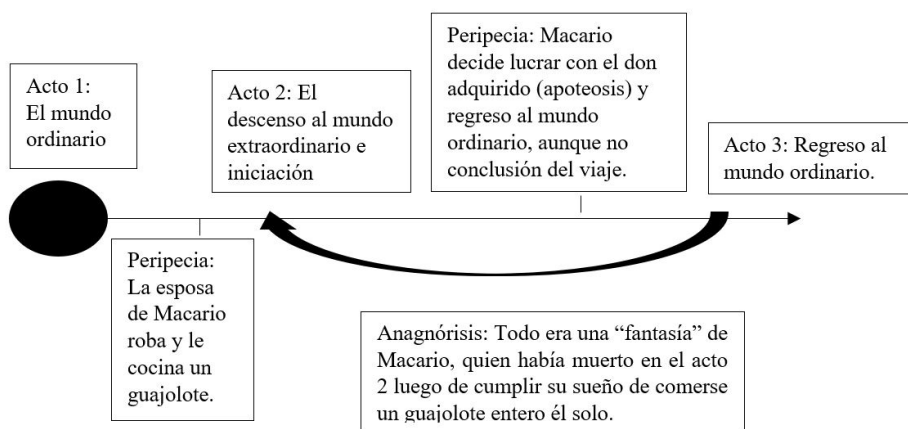 Acto 1:
El mundo
ordinario
Peripecia:
La esposa
de Macario
roba y le
cocina un
guajolote.
Acto 2: El
descenso al mundo
extraordinario e
iniciación
Peripecia: Macario
decide lucrar con el don
adquirido (apoteosis) y
regreso al mundo
ordinario, aunque no
conclusión del viaje.
Anagnórisis: Todo era una “fantasía” de
Macario, quien había muerto en el acto
2 luego de cumplir su sueño de comerse
un guajolote entero él solo.
Acto 3: Regreso al
mundo ordinario.